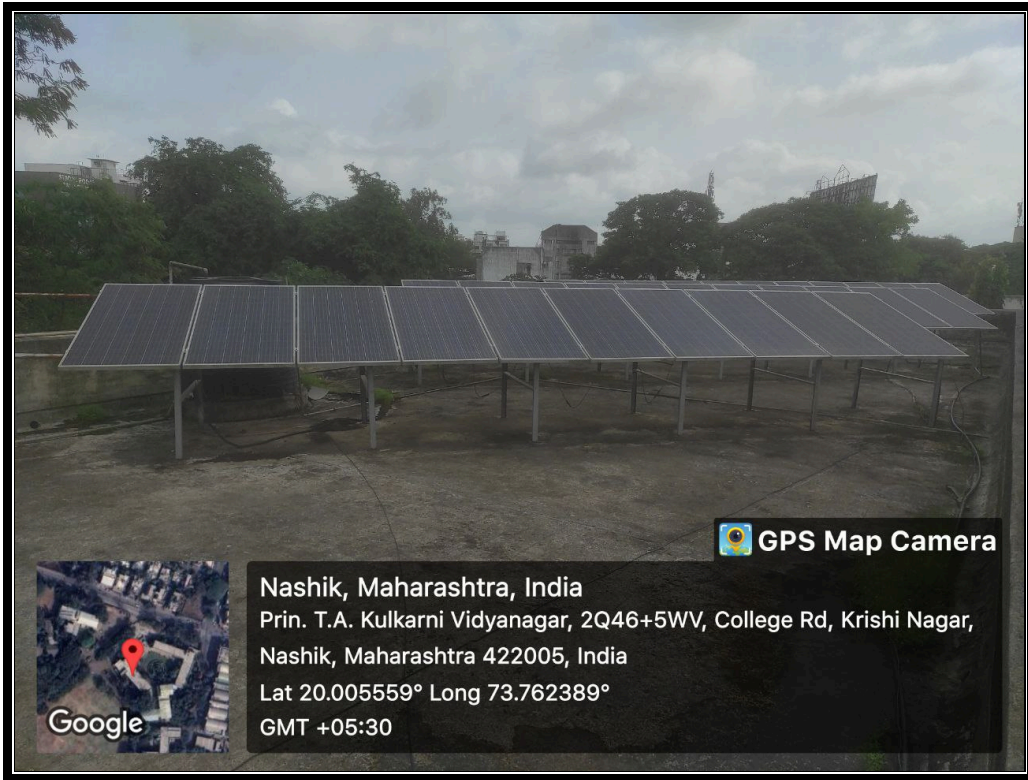 GPS Map Camera
Nashik, Maharashtra, India
Prin. T.A. Kulkarni Vidyanagar, 2Q46+5WV, College Rd, Krishi Nagar,
Nashik, Maharashtra 422005, India
Lat 20.005559° Long 73.762389°
GMT +05:30
Google